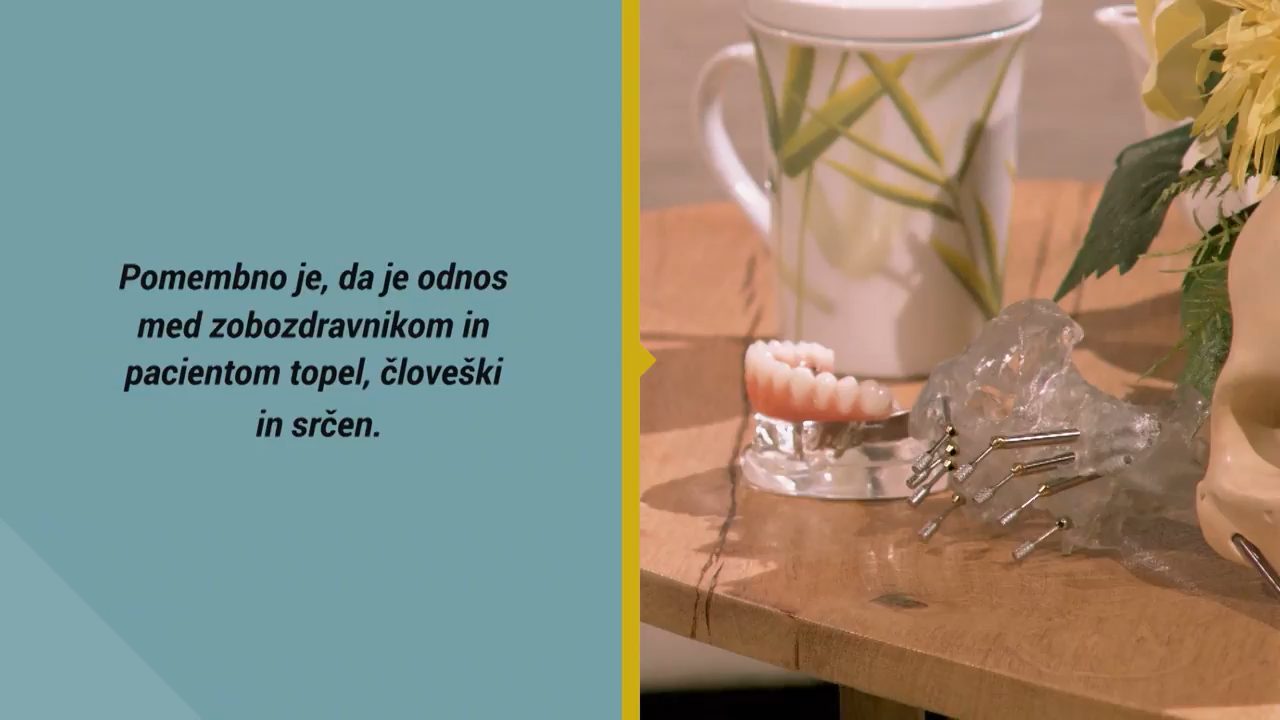 Pomembno je, da je odnos
med zobozdravnikom in
pacientom topel, človeški
in srčen.